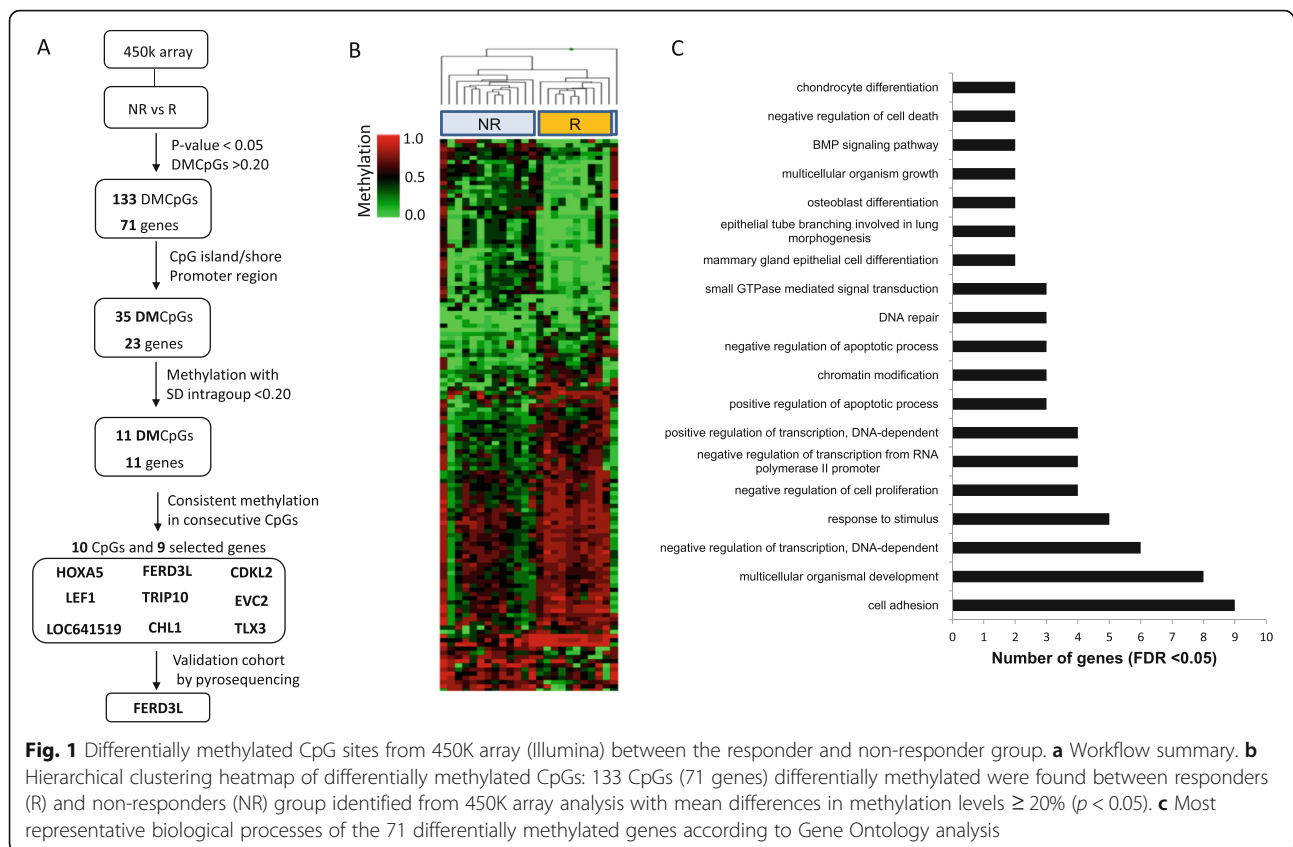 A
450k array
NR vs R
P-value < 0.05
DMCpGs >0.20
133 DMCpGs
71 genes
CpG island/shore
Promoter region
35 DMCpGs
23 genes
Methylation with
SD intragoup <0.20
11 DMCpGs
11 genes
Consistent methylation
in consecutive CpGs
10 CpGs and 9 selected genes
HOXA5 FERD3L CDKL2
LEF1 TRIP10 EVC2
LOC641519 CHL1 TLX3
Validation cohort
by pyrosequencing
FERD3L
B
NR R
Methylation
1.0
0.5
0.0
C
chondrocyte differentiation
negative regulation of cell death
BMP signaling pathway
multicellular organism growth
osteoblast differentiation
epithelial tube branching involved in lung
morphogenesis
mammary gland epithelial cell differentiation
small GTPase mediated signal transduction
DNA repair
negative regulation of apoptotic process
chromatin modification
positive regulation of apoptotic process
positive regulation of transcription, DNA-dependent
negative regulation of transcription from RNA
polymerase II promoter
negative regulation of cell proliferation
response to stimulus
negative regulation of transcription, DNA-dependent
multicellular organismal development
cell adhesion
0 1 2 3 4 5 6 7 8 9 10
Number of genes (FDR <0.05)
Fig. 1 Differentially methylated CpG sites from 450K array (Illumina) between the responder and non-responder group. a Workflow summary. b
Hierarchical clustering heatmap of differentially methylated CpGs: 133 CpGs (71 genes) differentially methylated were found between responders
(R) and non-responders (NR) group identified from 450K array analysis with mean differences in methylation levels ≥ 20% (p < 0.05). c Most
representative biological processes of the 71 differentially methylated genes according to Gene Ontology analysis